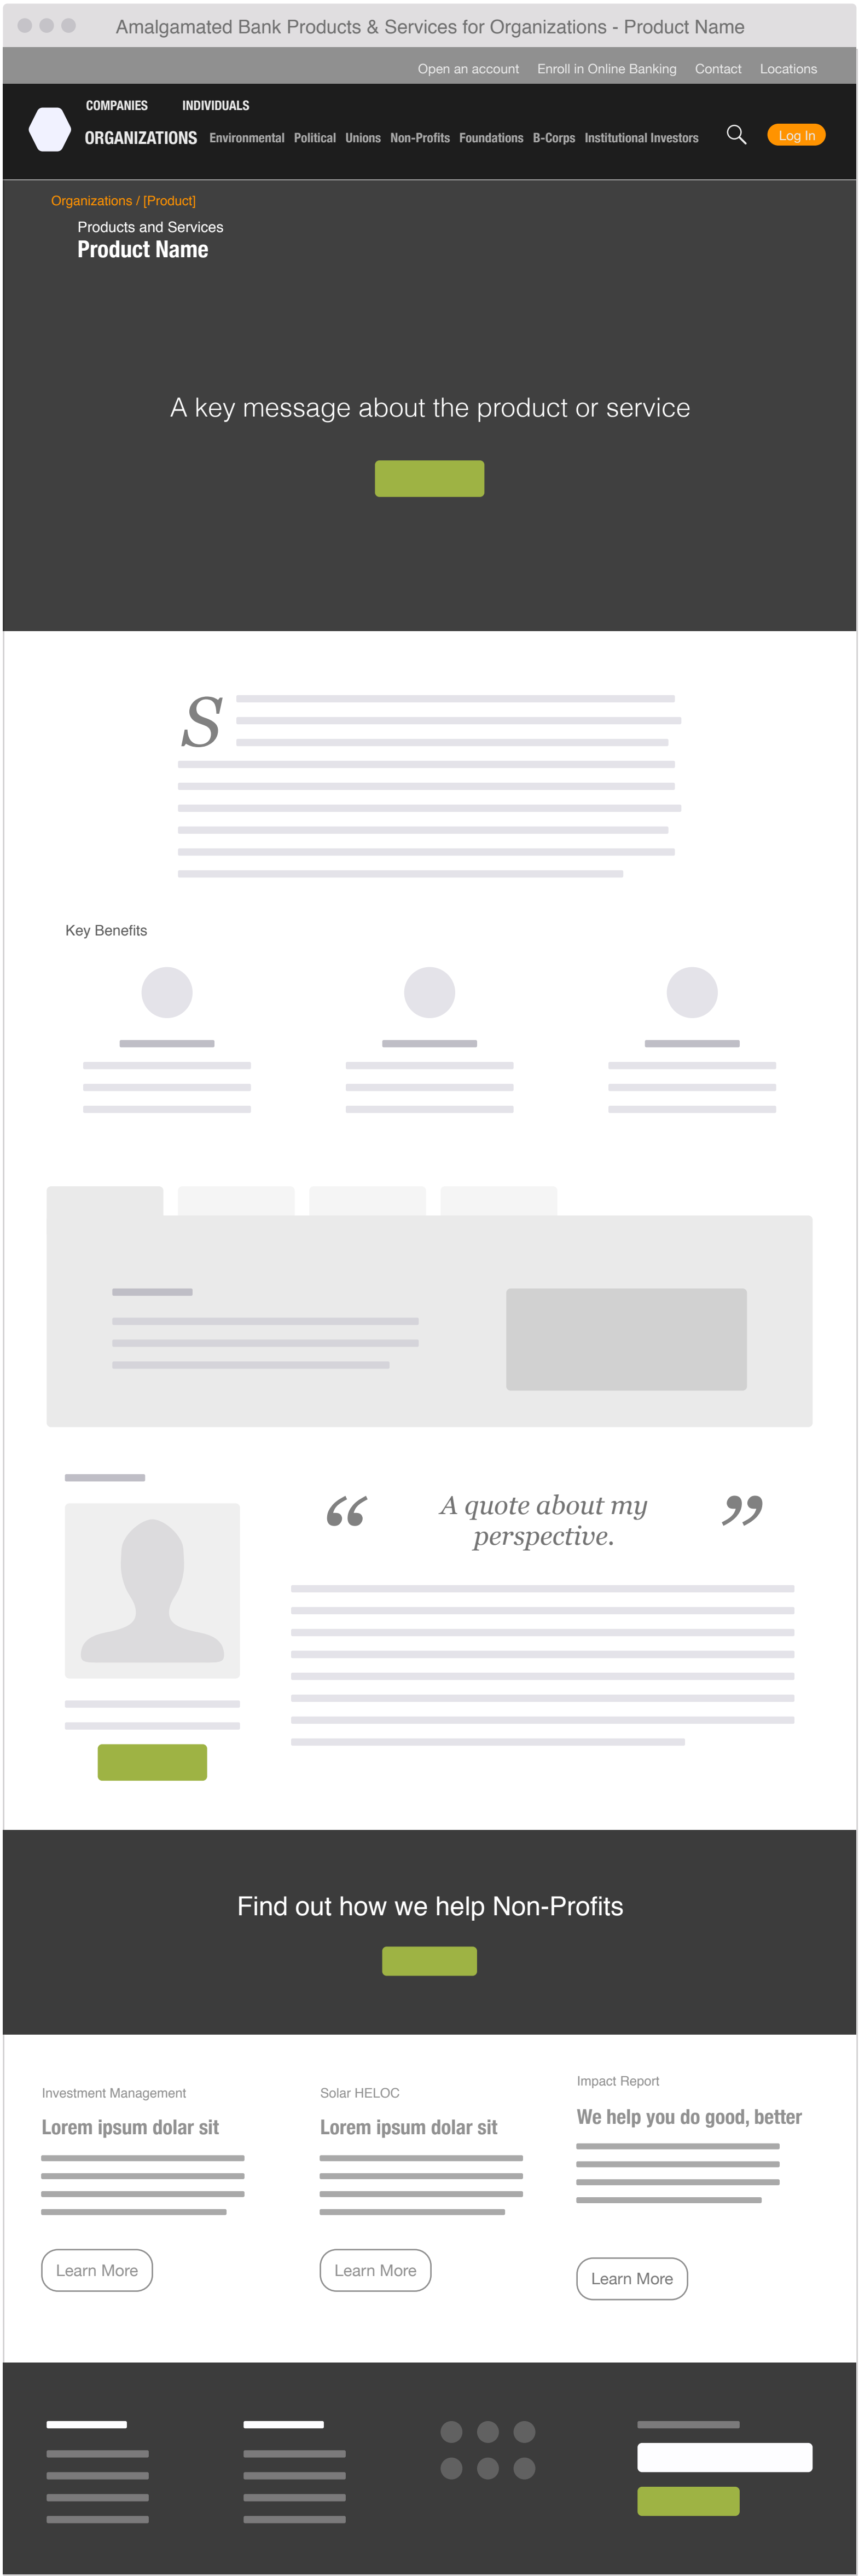 Amalgamated Bank Products & Services for Organizations - Product Name
Open an account Enroll in Online Banking Contact Locations
COMPANIES INDIVIDUALS
ORGANIZATIONS Environmental Political Unions Non-Profits Foundations B-Corps Institutional Investors Log In
Organizations / [Product]
Products and Services
Product Name
A key message about the product or service
S
Key Benefits
“ A quote about my ”
perspective.
Find out how we help Non-Profits
Investment Management
Lorem ipsum dolar sit
Learn More
Solar HELOC
Lorem ipsum dolar sit
Learn More
Impact Report
We help you do good, better
Learn More